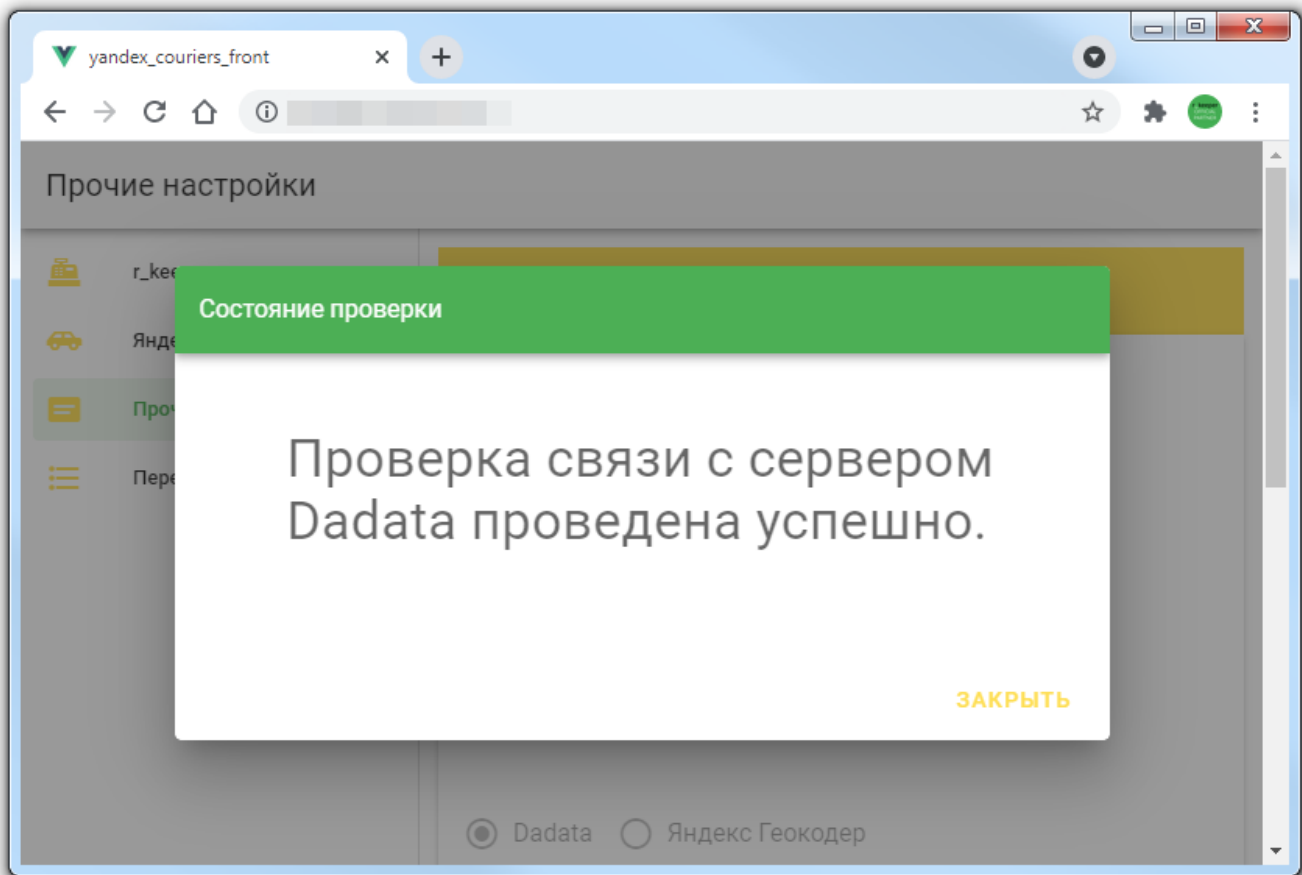 yandex_couriers_front
Прочие настройки
r_kee
Янде
Проч
Пере
Состояние проверки
Проверка связи с сервером
Dadata проведена успешно.
ЗАКРЫТЬ
Dadata
Яндекс Геокодер